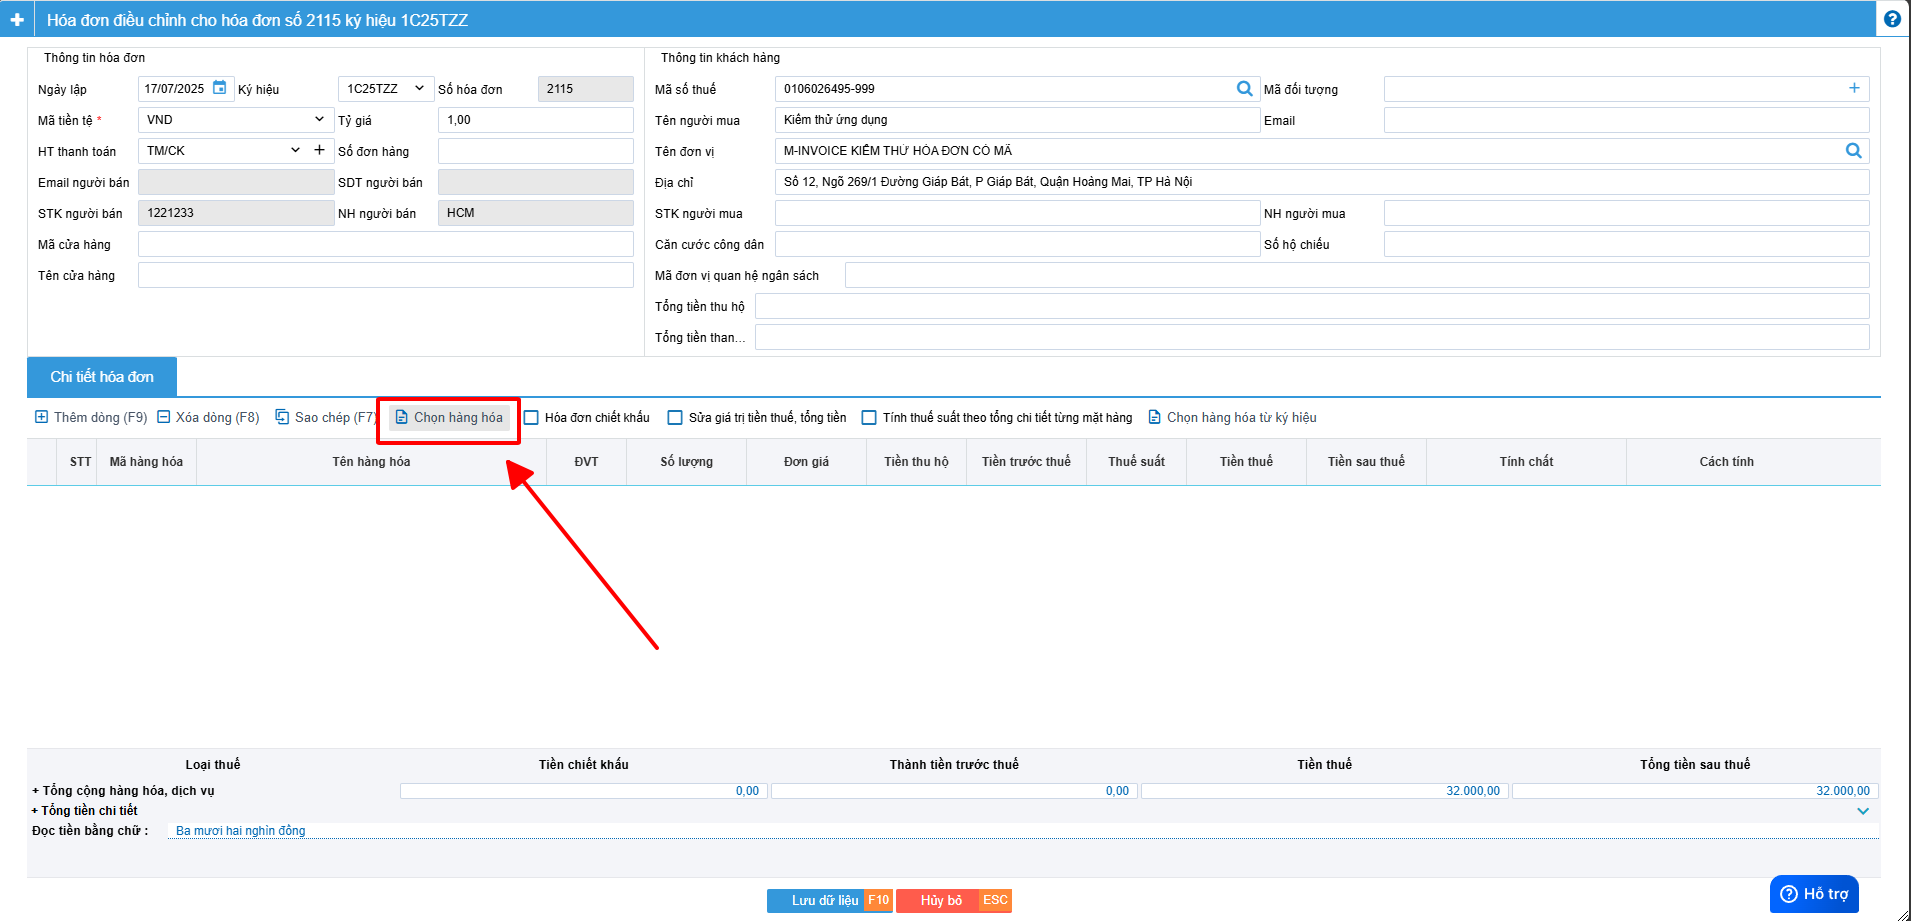 Hóa đơn điều chỉnh cho hóa đơn số 2115 ký hiệu 1C25TZZ
Thông tin hóa đơn
Ngày lập 17/07/2025 Ký hiệu 1C25TZZ Số hóa đơn 2115
Mã tiền tệ * VND Tỷ giá 1,00
HT thanh toán TM/CK Số đơn hàng
Email người bán SDT người bán
STK người bán 1221233 NH người bán HCM
Mã cửa hàng
Tên cửa hàng
Thông tin khách hàng
Mã số thuế 0106026495-999 Mã đối tượng
Tên người mua Kiểm thử ứng dụng Email
Tên đơn vị M-INVOICE KIỂM THỬ HÓA ĐƠN CÓ MÃ
Địa chỉ Số 12, Ngõ 269/1 Đường Giáp Bát, P Giáp Bát, Quận Hoàng Mai, TP Hà Nội
STK người mua NH người mua
Căn cước công dân Số hộ chiếu
Mã đơn vị quan hệ ngân sách
Tổng tiền thu hộ
Tổng tiền than...
Chi tiết hóa đơn
Thêm dòng (F9) Xóa dòng (F8) Sao chép (F7) Chọn hàng hóa Hóa đơn chiết khấu Sửa giá trị tiền thuế, tổng tiền Tính thuế suất theo tổng chi tiết từng mặt hàng Chọn hàng hóa từ ký hiệu
STT Mã hàng hóa Tên hàng hóa ĐVT Số lượng Đơn giá Tiền thu hộ Tiền trước thuế Thuế suất Tiền thuế Tiền sau thuế Tính chất Cách tính
Loại thuế Tiền chiết khấu Thành tiền trước thuế Tiền thuế Tổng tiền sau thuế
+ Tổng cộng hàng hóa, dịch vụ 0,00 0,00 32.000,00 32.000,00
+ Tổng tiền chi tiết
Đọc tiền bằng chữ : Ba mươi hai nghìn đồng
Lưu dữ liệu F10 Hủy bỏ ESC
Hỗ trợ